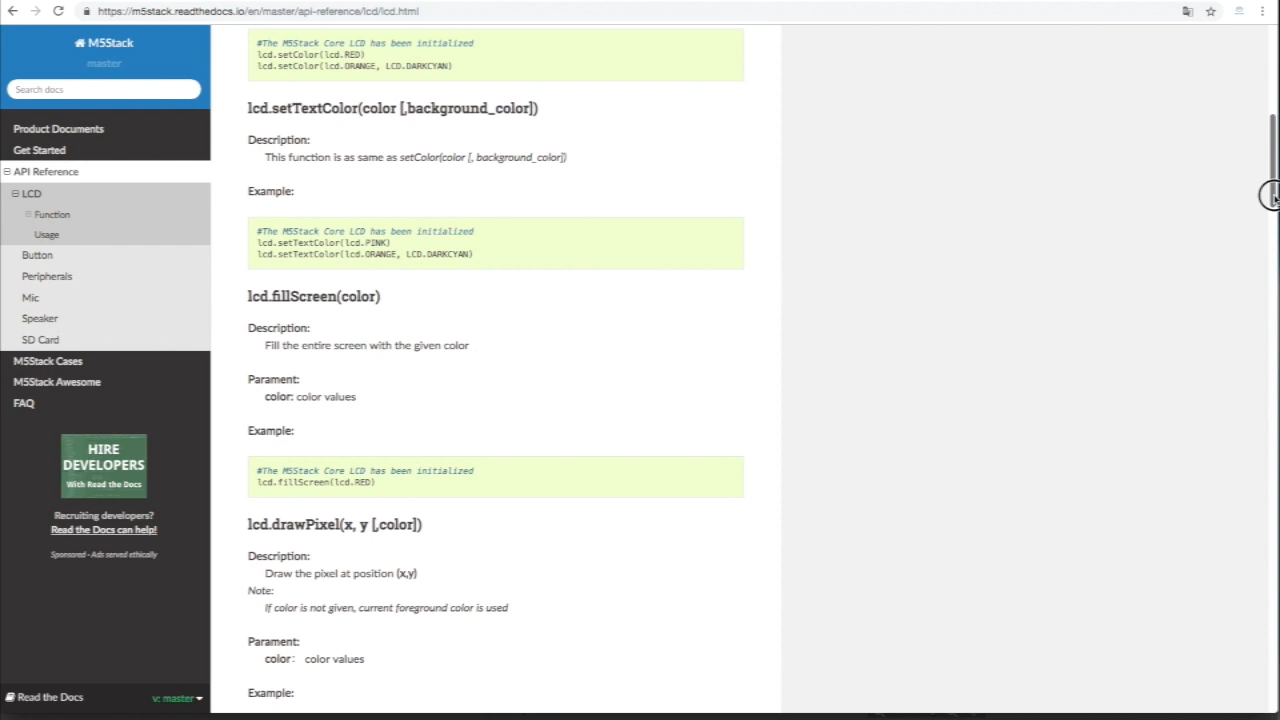 https://m5stack.readthedocs.io/en/master/api-reference/lcd/lcd.html
M5Stack
master
Search docs
Product Documents
Get Started
API Reference
LCD
Function
Usage
Button
Peripherals
Mic
Speaker
SD Card
M5Stack Cases
M5Stack Awesome
FAQ
HIRE
DEVELOPERS
With Read the Docs
Recruiting developers?
Read the Docs can help!
Sponsored · Ads served ethically
Read the Docs
v: master
#The M5Stack Core LCD has been initialized
lcd.setColor(lcd.RED)
lcd.setColor(lcd.ORANGE, LCD.DARKCYAN)
lcd.setTextColor(color [,background_color])
Description:
This function is as same as setColor(color [, background_color])
Example:
#The M5Stack Core LCD has been initialized
lcd.setTextColor(lcd.PINK)
lcd.setTextColor(lcd.ORANGE, LCD.DARKCYAN)
lcd.fillScreen(color)
Description:
Fill the entire screen with the given color
Parament:
color: color values
Example:
#The M5Stack Core LCD has been initialized
lcd.fillScreen(lcd.RED)
lcd.drawPixel(x, y [,color])
Description:
Draw the pixel at position (x,y)
Note:
If color is not given, current foreground color is used
Parament:
color: color values
Example: